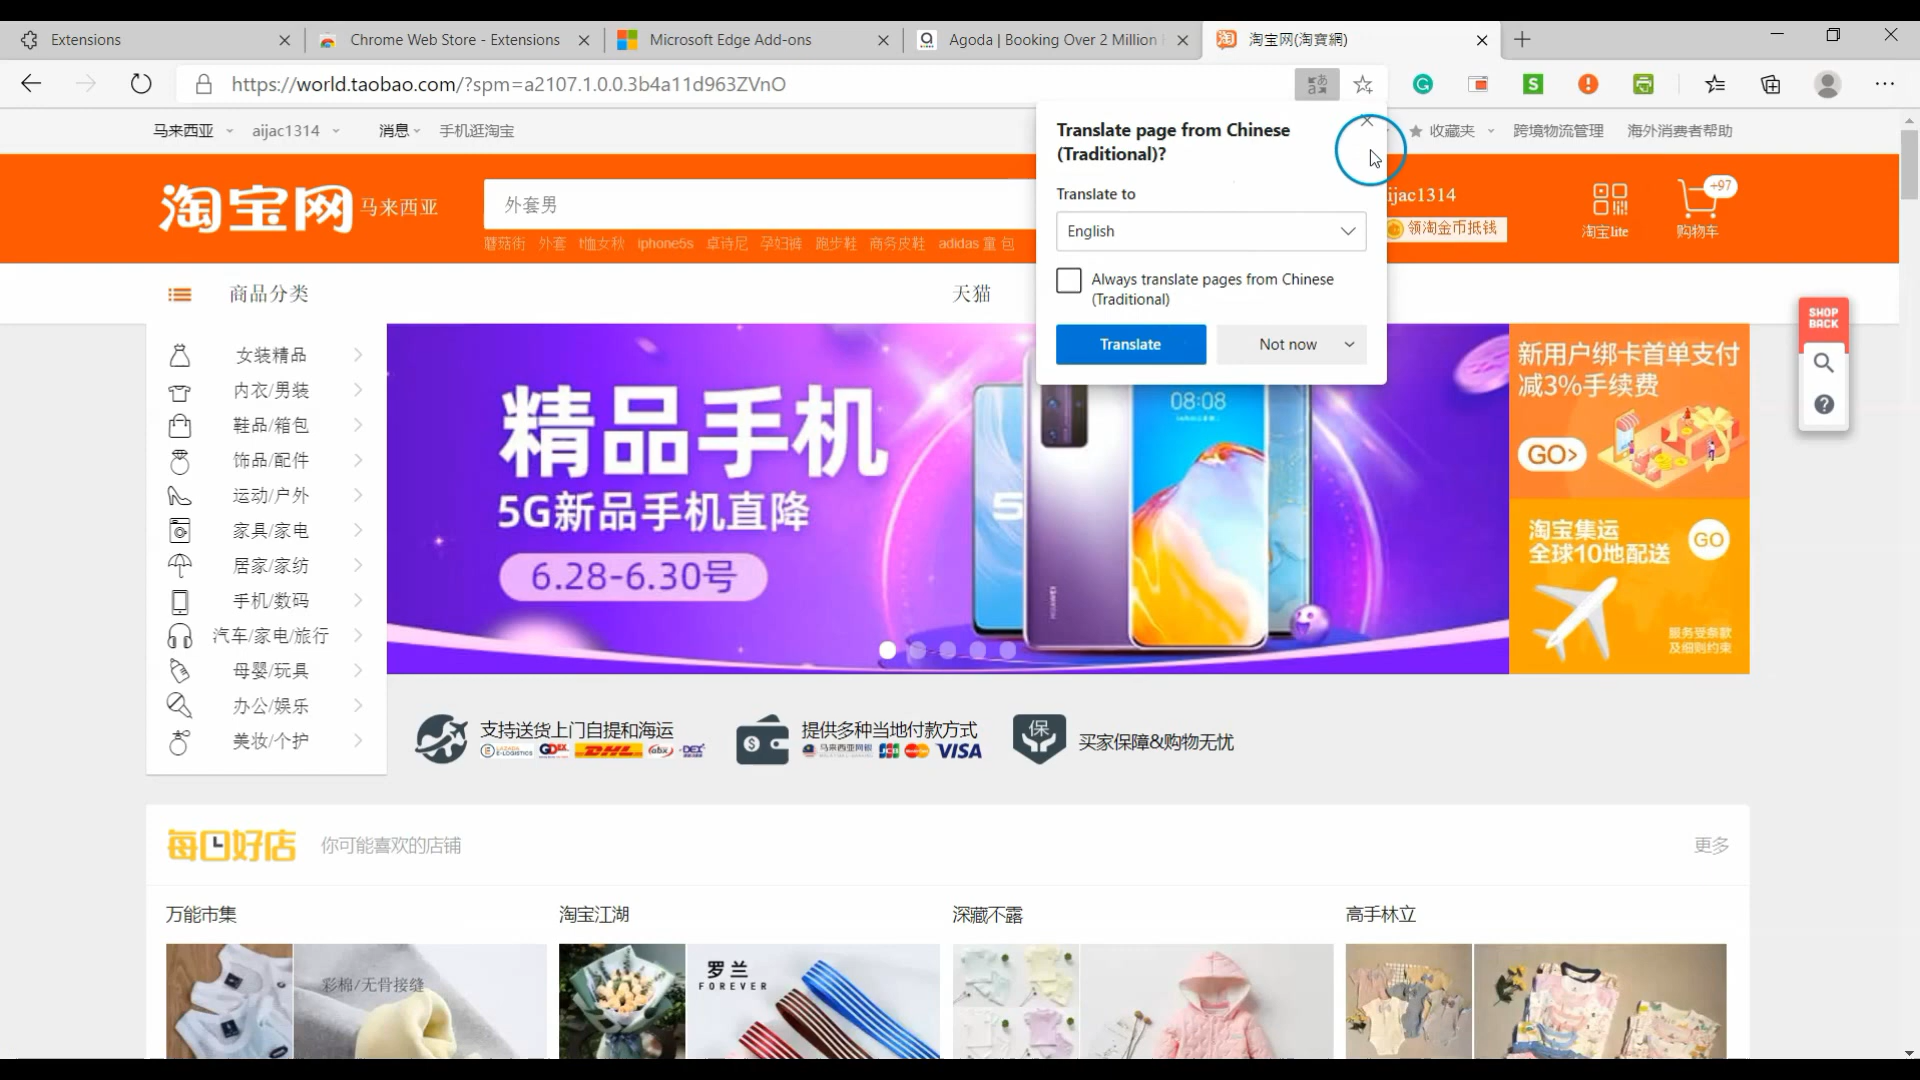 Extensions
Chrome Web Store - Extensions
Microsoft Edge Add-ons
Agoda | Booking Over 2 Million
淘宝网(淘寶網)
https://world.taobao.com/?spm=a2107.1.0.0.3b4a11d963ZVnO
马来西亚 aijac1314 消息 手机逛淘宝
收藏夹 跨境物流管理 海外消费者帮助
Translate page from Chinese
(Traditional)?
Translate to
English
Always translate pages from Chinese
(Traditional)
Translate
Not now
淘宝网 马来西亚
外套男
蘑菇街 外套 t恤女秋 iphone5s 卓诗尼 孕妇裤 跑步鞋 商务皮鞋 adidas 童 包
ijac1314
领淘金币抵钱
淘宝lite
+97
购物车
商品分类
天猫
女装精品
内衣/男装
鞋品/箱包
饰品/配件
运动/户外
家具/家电
居家/家纺
手机/数码
汽车/家电/旅行
母婴/玩具
办公/娱乐
美妆/个护
精品手机
5G新品手机直降
6.28-6.30号
08:08
HUAWEI
新用户绑卡首单支付
减3%手续费
GO>
淘宝集运
全球10地配送
GO
服务受条款
及细则约束
SHOP
BACK
支持送货上门自提和海运
LOGISTICS GDEX DHL abx DEX
提供多种当地付款方式
JCB VISA
保
买家保障&购物无忧
每日好店 你可能喜欢的店铺
更多
万能市集
淘宝江湖
深藏不露
高手林立
彩棉/无骨接缝
罗兰
FOREVER